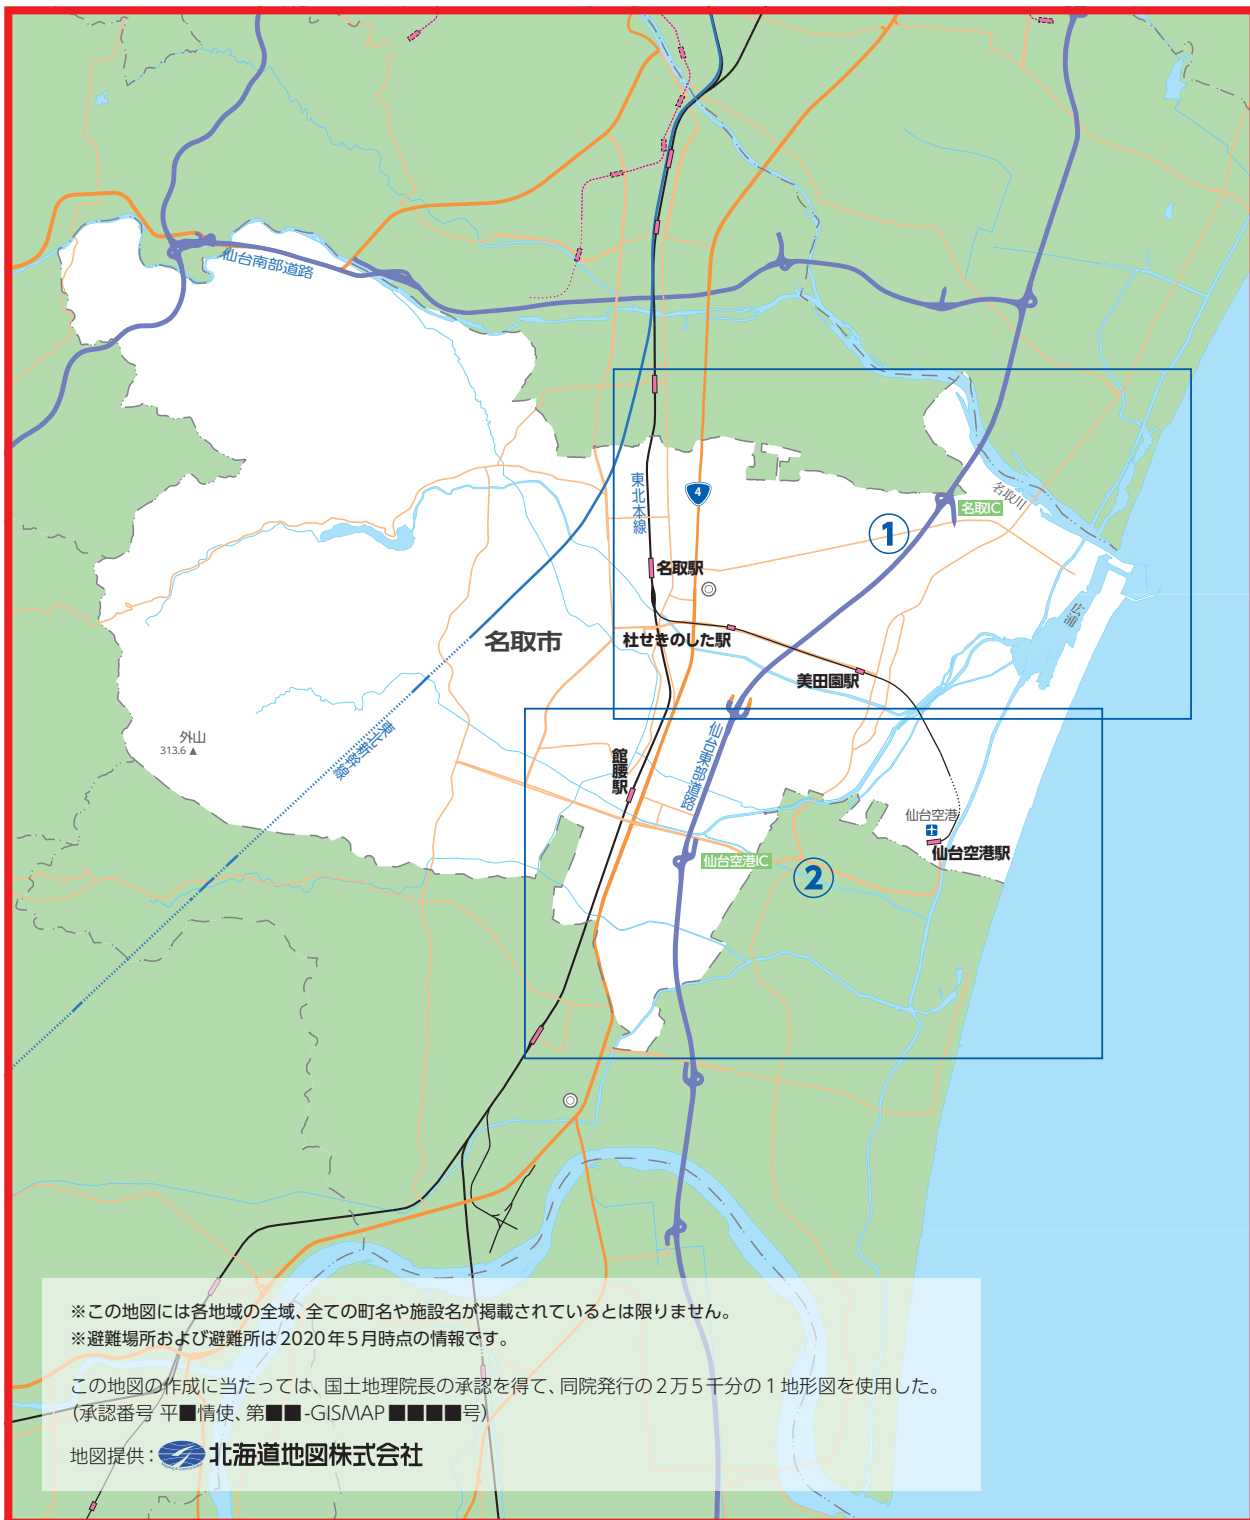 仙台南部道路
東北本線
4
名取IC
名取川
①
名取駅
広浦
名取市
杜せきのした駅
美田園駅
外山
313.6
東北新幹線
館腰駅
仙台東部道路
仙台空港
仙台空港駅
仙台空港IC
②
※この地図には各地域の全域、全ての町名や施設名が掲載されているとは限りません。
※避難場所および避難所は2020年5月時点の情報です。
この地図の作成に当たっては、国土地理院長の承認を得て、同院発行の2万5千分の1地形図を使用した。
(承認番号 平■情使、第■■-GISMAP■■■■号)
地図提供：北海道地図株式会社